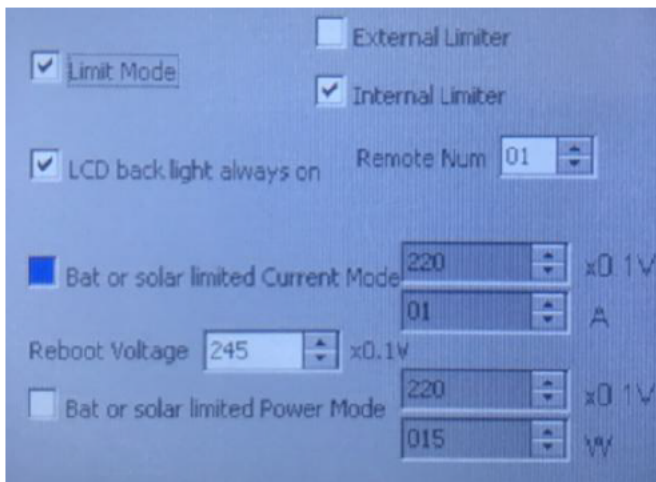 External Limiter
Limit Mode
Internal Limiter
LCD back light always on
Remote Num 01
220 x0.1V
Bat or solar limited Current Mode
01 A
Reboot Voltage 245 x0.1V
220 x0.1V
Bat or solar limited Power Mode
015 W